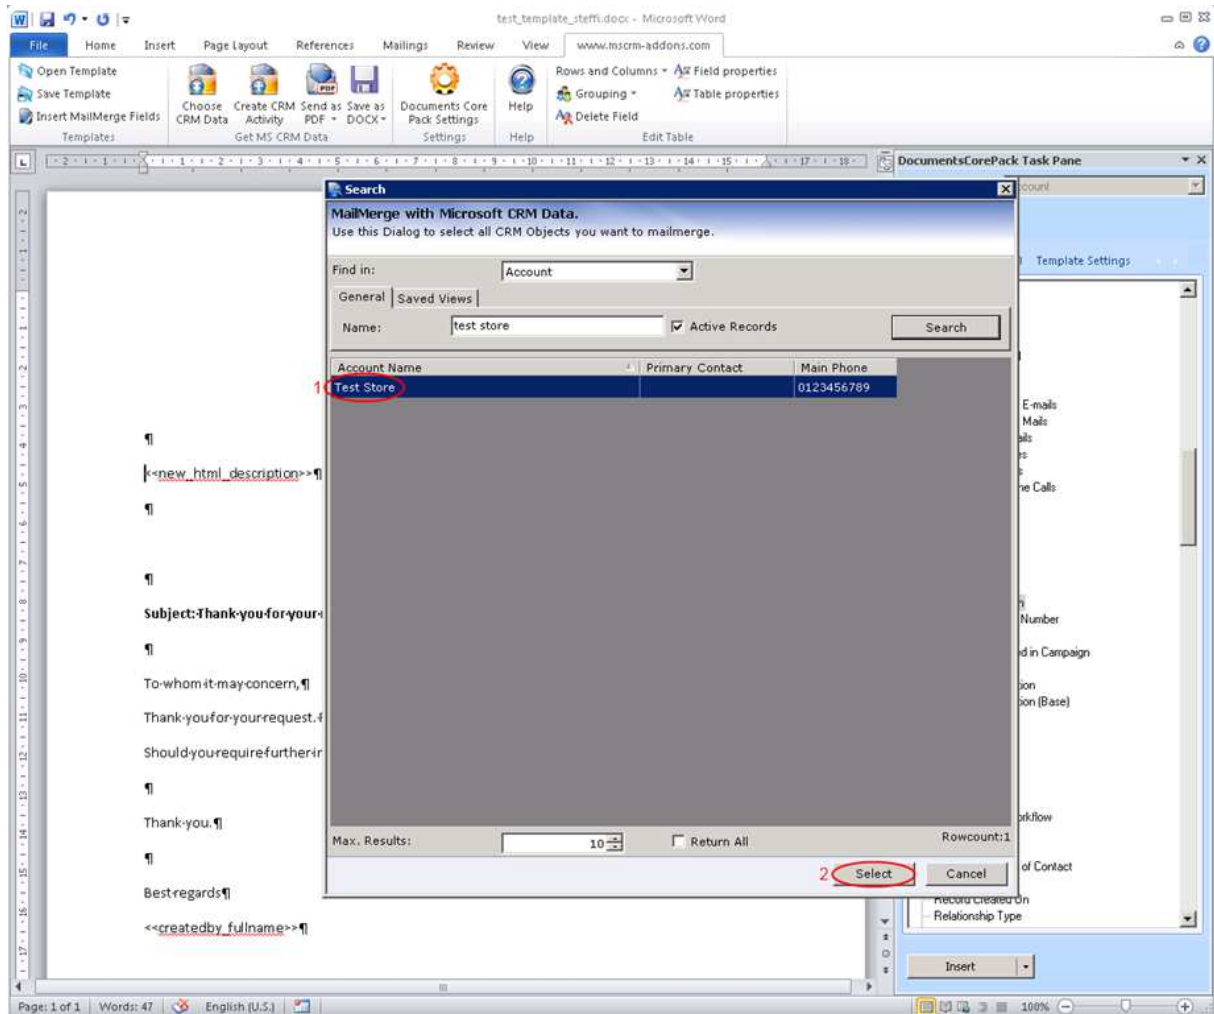 test_template_steffi.docx - Microsoft Word
File Home Insert Page Layout References Mailings Review View www.mscrm-addons.com
Open Template
Save Template
Insert MailMerge Fields
Templates
Choose CRM Data
Create CRM Activity
Send as PDF
Save as DOCX
Get MS CRM Data
Documents Core Pack Settings
Settings
Help
Help
Rows and Columns
Grouping
Delete Field
Field properties
Table properties
Edit Table
DocumentsCorePack Task Pane
Template Settings
Search
MailMerge with Microsoft CRM Data.
Use this Dialog to select all CRM Objects you want to mailmerge.
Find in: Account
General Saved Views
Name: test store Active Records Search
Account Name Primary Contact Main Phone
1 Test Store 0123456789
Max. Results: 10 Return All Rowcount:1
2 Select Cancel
¶
<<new_html_description>>¶
¶
¶
Subject:·Thank·you·for·your·
¶
To·whom·it·may·concern,¶
Thank·you·for·your·request.·
Should·you·require·further·
¶
Thank·you.¶
¶
Best·regards¶
<<createdby_fullname>>¶
E-mails
Mails
ails
es
s
ne Calls
Number
d in Campaign
ion
ion (Base)
orkflow
of Contact
Record Created On
Relationship Type
Insert
Page: 1 of 1 Words: 47 English (U.S.) 100%